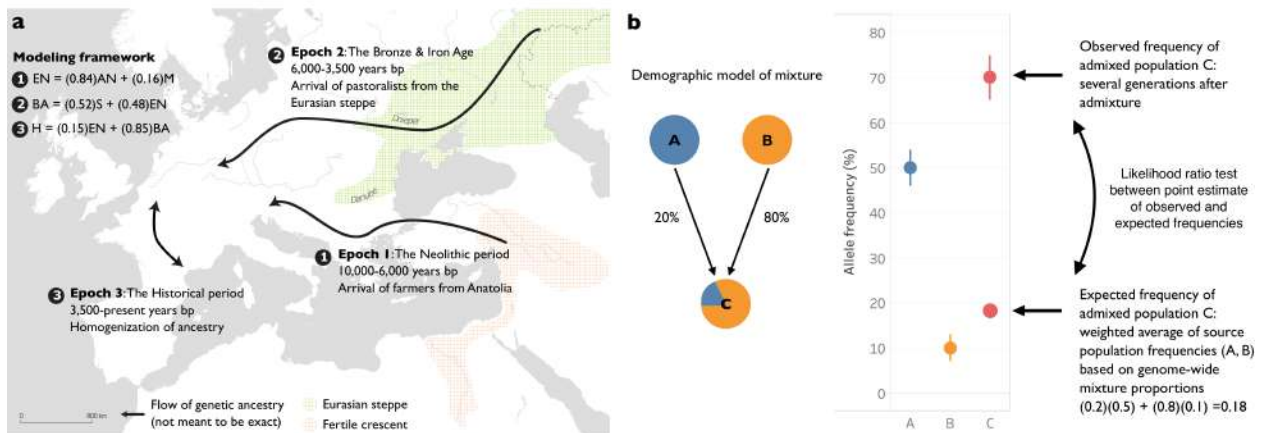 a
Modeling framework
1 EN = (0.84)AN + (0.16)M
2 BA = (0.52)S + (0.48)EN
3 H = (0.15)EN + (0.85)BA
2 Epoch 2: The Bronze & Iron Age
6,000-3,500 years bp
Arrival of pastoralists from the
Eurasian steppe
Dnieper
Danube
1 Epoch 1: The Neolithic period
10,000-6,000 years bp
Arrival of farmers from Anatolia
3 Epoch 3: The Historical period
3,500-present years bp
Homogenization of ancestry
0 800 km
Flow of genetic ancestry
(not meant to be exact)
Eurasian steppe
Fertile crescent
b
Demographic model of mixture
A
B
20%
80%
C
Allele frequency (%)
80
70
60
50
40
30
20
10
0
A B C
Observed frequency of
admixed population C:
several generations after
admixture
Likelihood ratio test
between point estimate
of observed and
expected frequencies
Expected frequency of
admixed population C:
weighted average of source
population frequencies (A, B)
based on genome-wide
mixture proportions
(0.2)(0.5) + (0.8)(0.1) =0.18